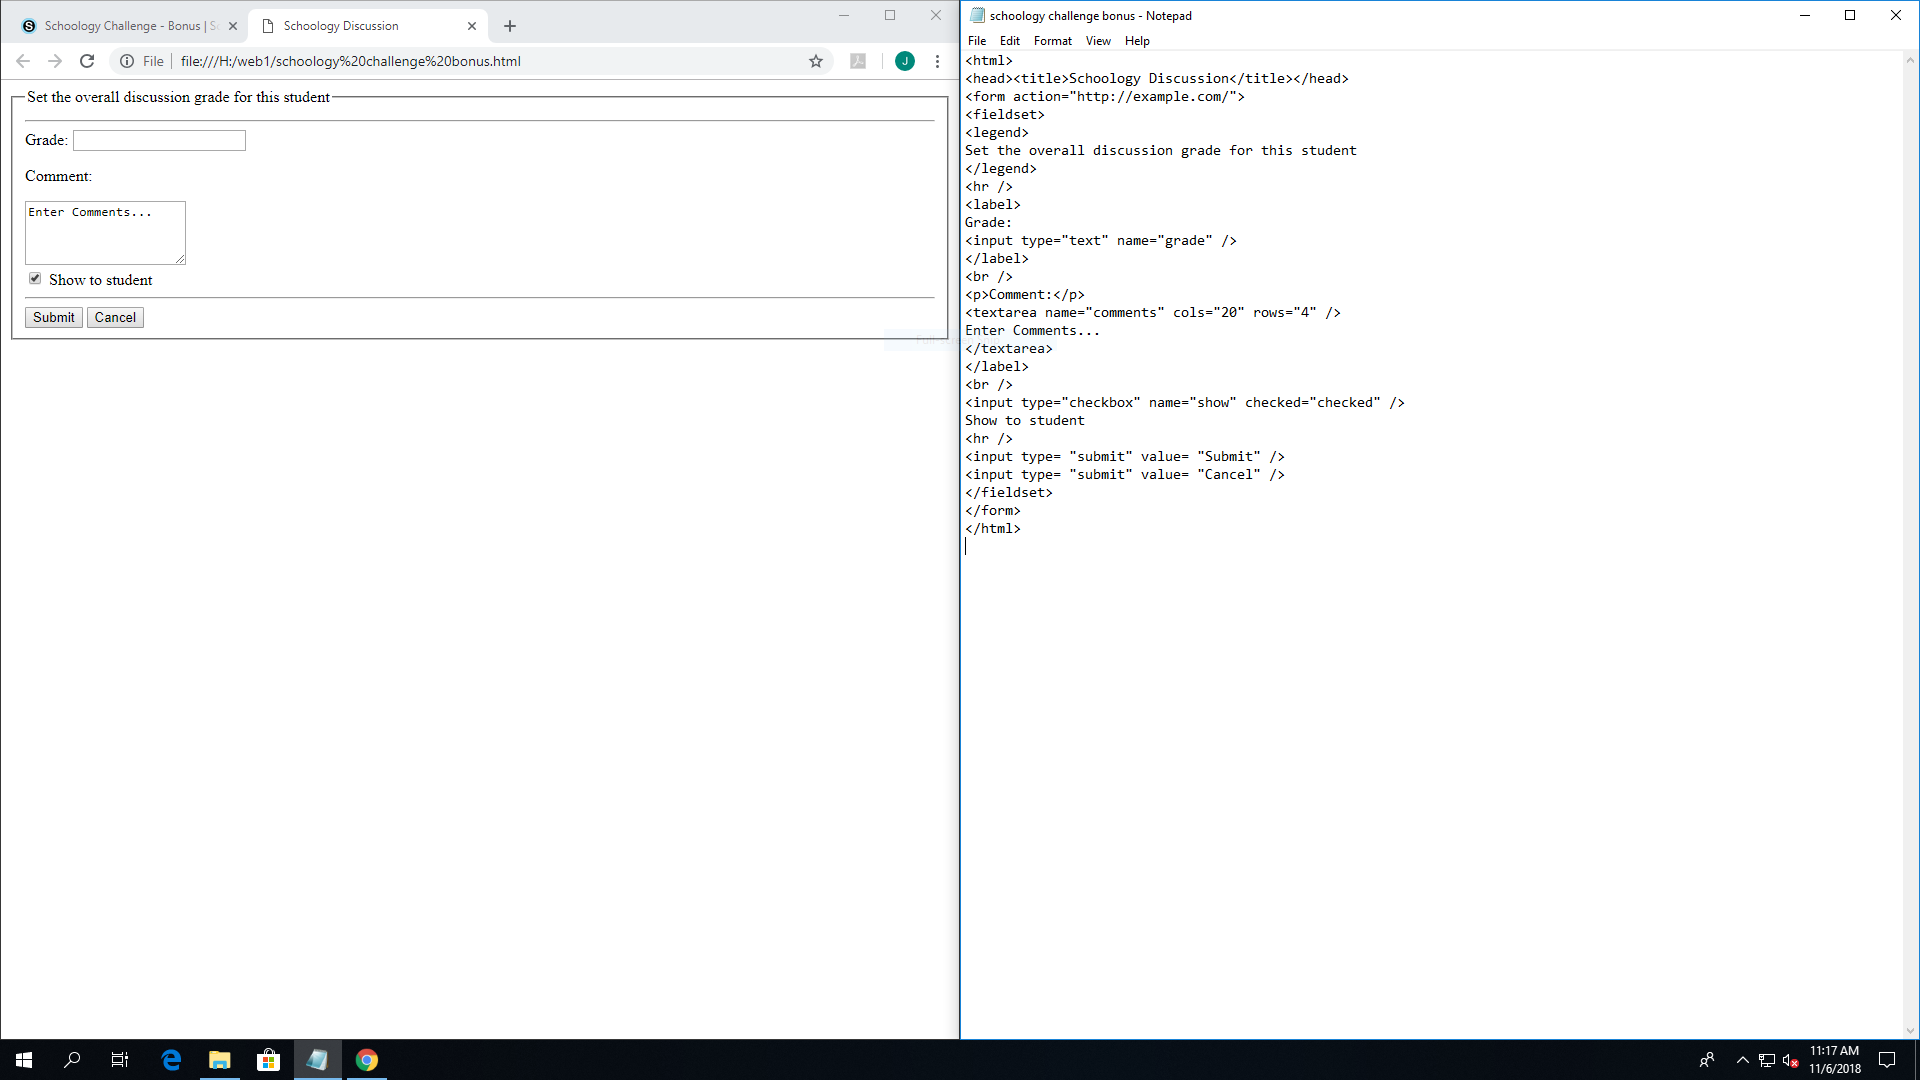 Schoology Challenge - Bonus | S
Schoology Discussion
File
file:///H:/web1/schoology%20challenge%20bonus.html
J
Set the overall discussion grade for this student
Grade:
Comment:
Enter Comments...
Show to student
Submit Cancel
schoology challenge bonus - Notepad
File Edit Format View Help
<html>
<head><title>Schoology Discussion</title></head>
<form action="http://example.com/">
<fieldset>
<legend>
Set the overall discussion grade for this student
</legend>
<hr />
<label>
Grade:
<input type="text" name="grade" />
</label>
<br />
<p>Comment:</p>
<textarea name="comments" cols="20" rows="4" />
Enter Comments...
</textarea>
</label>
<br />
<input type="checkbox" name="show" checked="checked" />
Show to student
<hr />
<input type= "submit" value= "Submit" />
<input type= "submit" value= "Cancel" />
</fieldset>
</form>
</html>
11:17 AM
11/6/2018